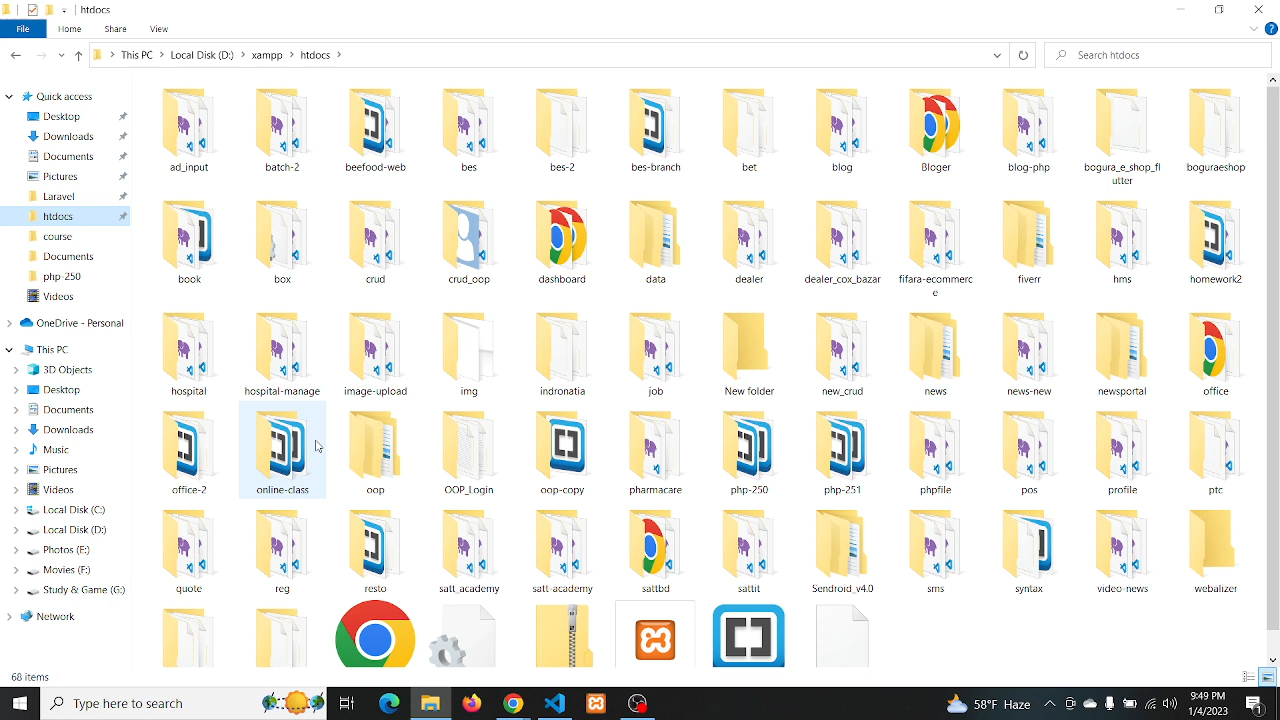 htdocs
File Home Share View
This PC Local Disk (D:) xampp htdocs
Search htdocs
Quick access
Desktop
Downloads
Documents
Pictures
Laravel
htdocs
course
Documents
php-250
Videos
OneDrive - Personal
This PC
3D Objects
Desktop
Documents
Downloads
Music
Pictures
Videos
Local Disk (C:)
Local Disk (D:)
Photos (E:)
Movies (F:)
Study & Game (G:)
Network
ad_input batch-2 beefood-web bes bes-2 bes-branch bet blog Bloger blog-php bogura_e_shop_fl boguraeshop
utter
book box crud crud_oop dashboard data dealer dealer_cox_bazar fifara-ecommerc fiverr hms homework2
e
hospital hospital-manage image-upload img indronatia job New folder new_crud news news-new newsportal office
office-2 online-class oop OOP_Login oop-copy pharmacare php-250 php-251 phpfile pos profile ptc
quote reg resto satt_academy satt-academy sattbd sattit Sendroid_v4.0 sms syntax video-news webalizer
68 items
Type here to search
58°F Haze
9:49 PM
1/4/2023